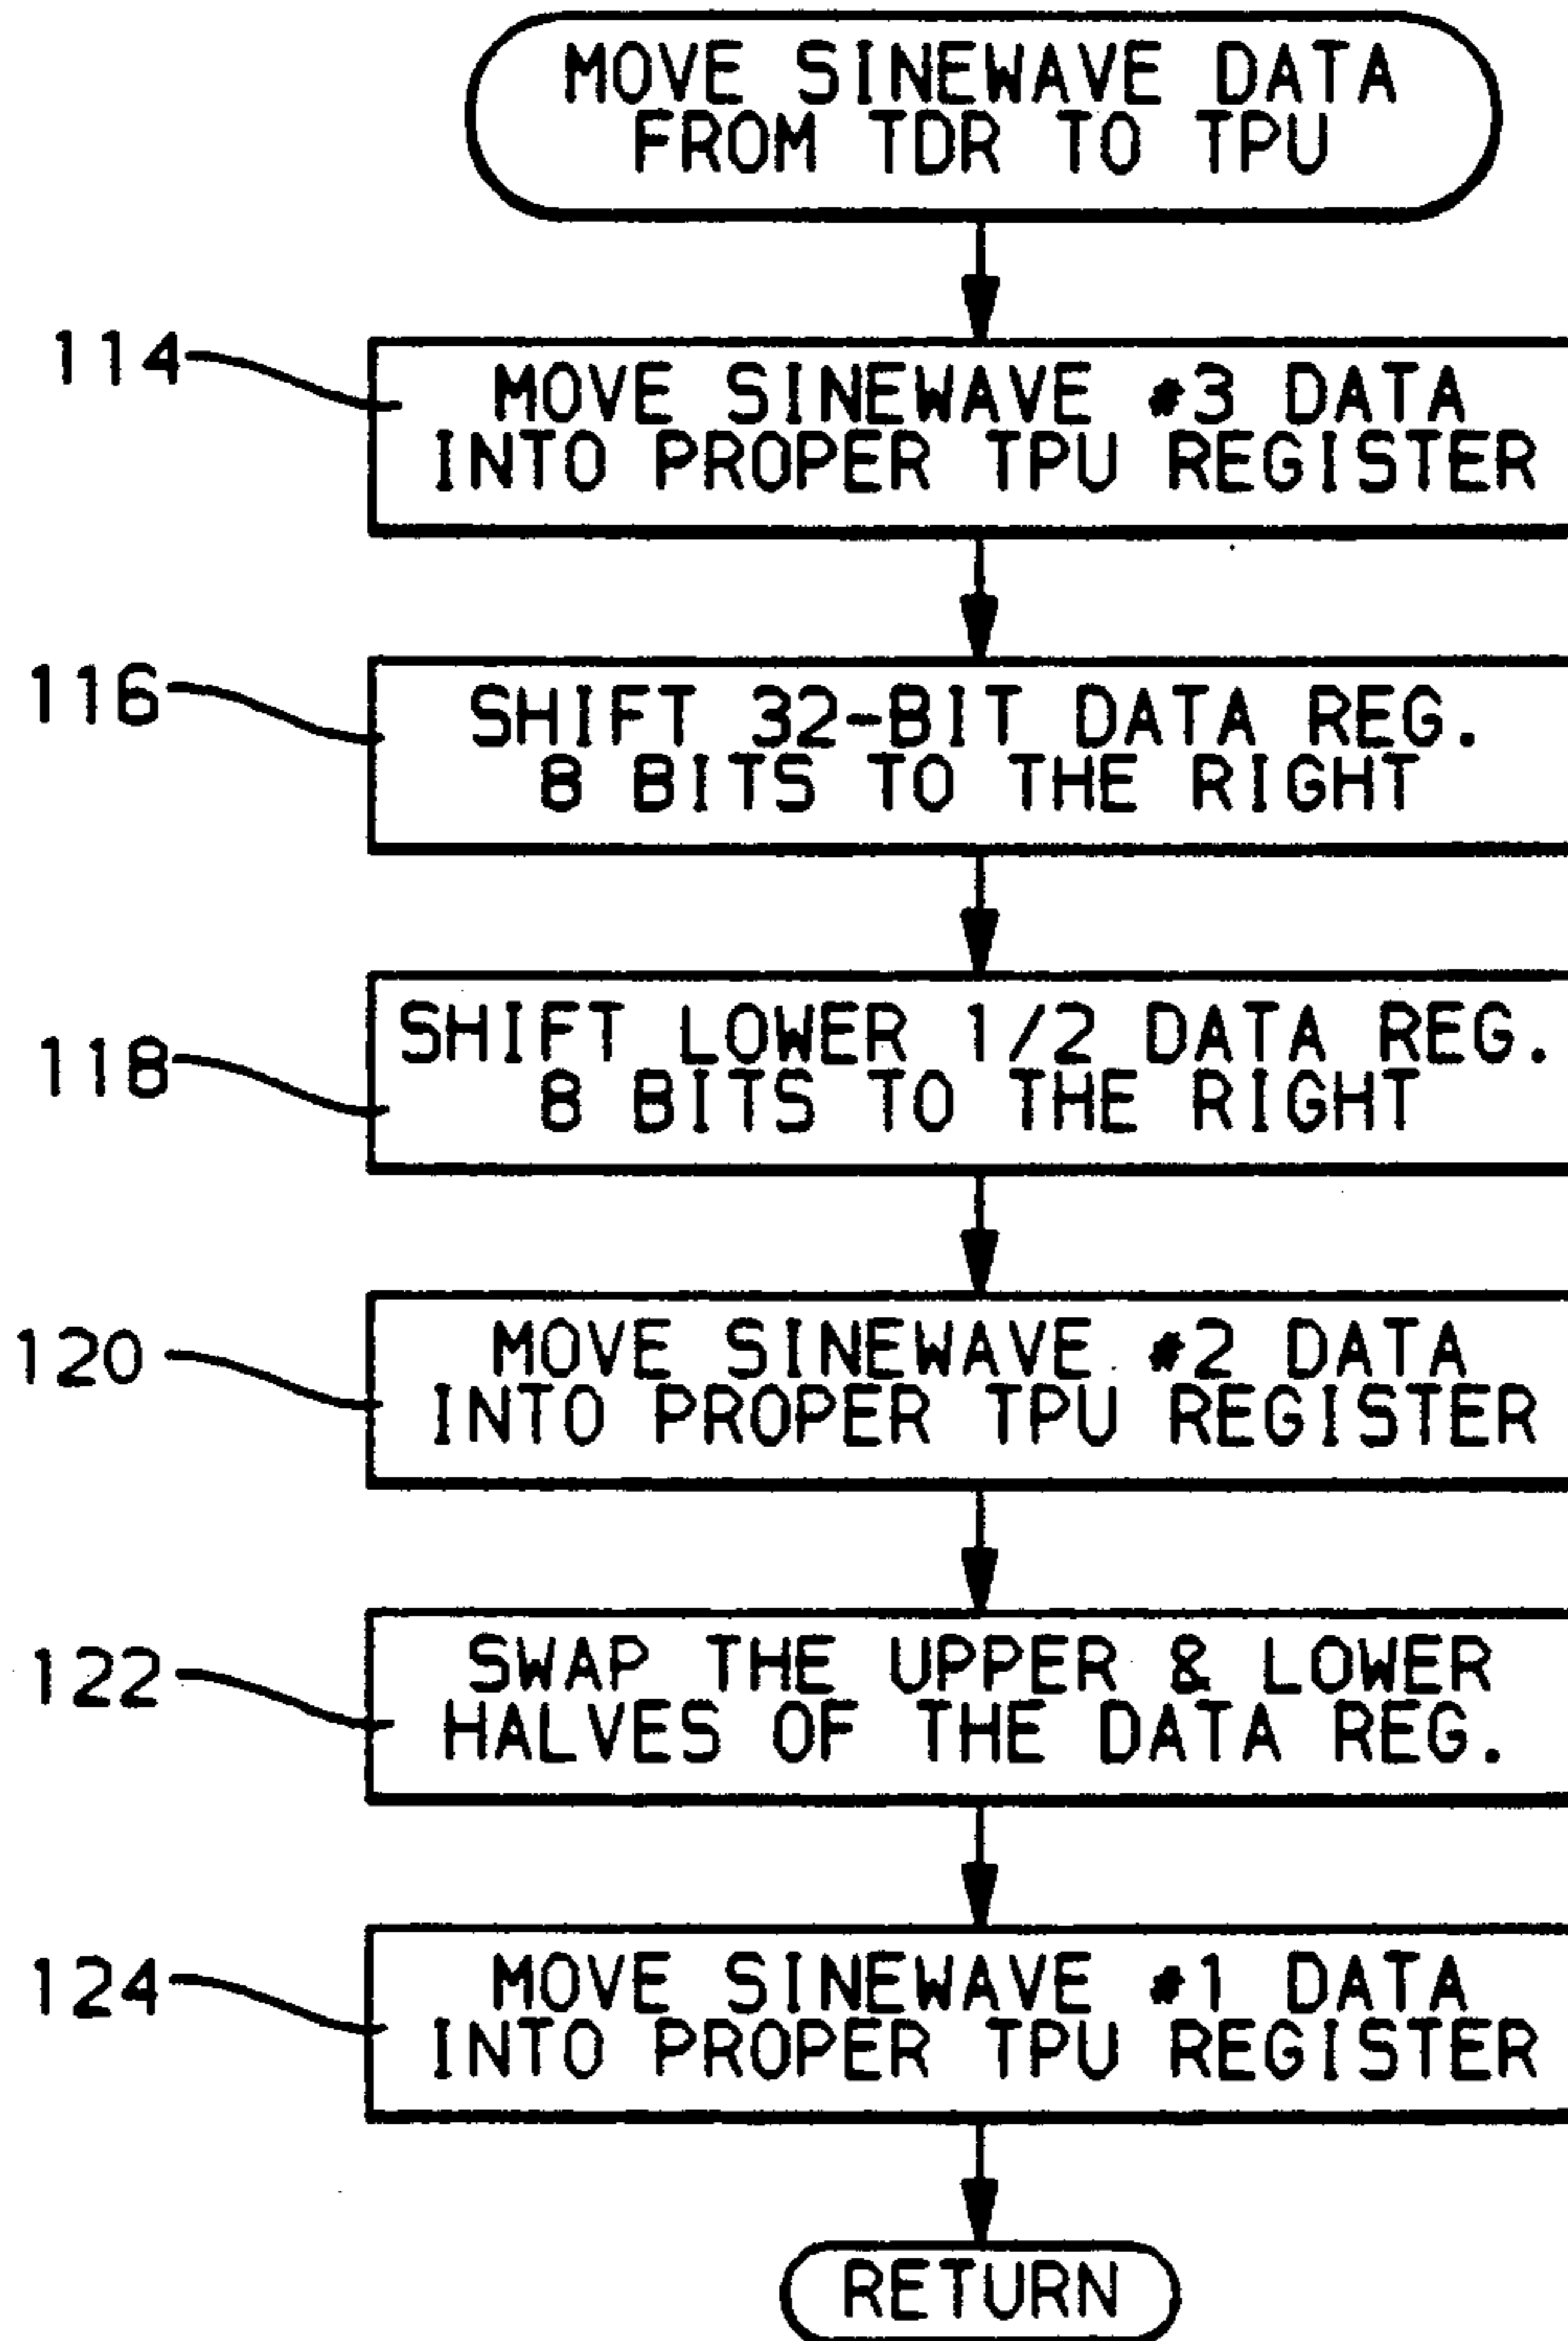 MOVE SINEWAVE DATA
FROM TDR TO TPU
114
MOVE SINEWAVE #3 DATA
INTO PROPER TPU REGISTER
116
SHIFT 32-BIT DATA REG.
8 BITS TO THE RIGHT
118
SHIFT LOWER 1/2 DATA REG.
8 BITS TO THE RIGHT
120
MOVE SINEWAVE #2 DATA
INTO PROPER TPU REGISTER
122
SWAP THE UPPER & LOWER
HALVES OF THE DATA REG.
124
MOVE SINEWAVE #1 DATA
INTO PROPER TPU REGISTER
RETURN